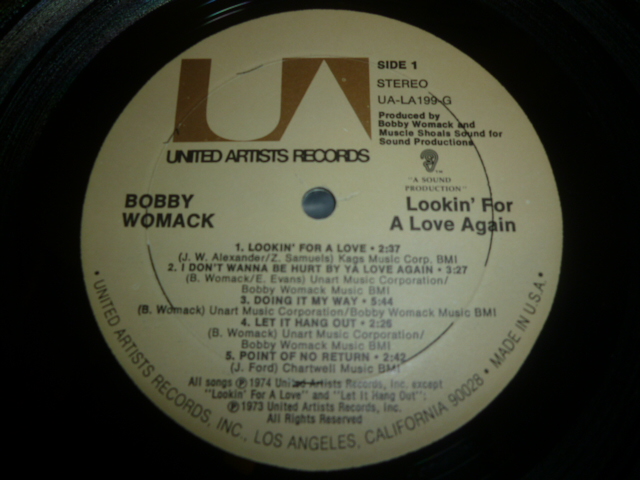 UA
UNITED ARTISTS RECORDS
SIDE 1
STEREO
UA-LA199-G
Produced by
Bobby Womack and
Muscle Shoals Sound for
Sound Productions
"A SOUND
PRODUCTION"
BOBBY
WOMACK
Lookin' For
A Love Again
1. LOOKIN' FOR A LOVE • 2:37
(J. W. Alexander/Z. Samuels) Kags Music Corp. BMI
2. I DON'T WANNA BE HURT BY YA LOVE AGAIN • 3:27
(B. Womack/E. Evans) Unart Music Corporation/
Bobby Womack Music BMI
3. DOING IT MY WAY • 5:44
(B. Womack) Unart Music Corporation/Bobby Womack Music BMI
4. LET IT HANG OUT • 2:26
(B. Womack) Unart Music Corporation/
Bobby Womack Music BMI
5. POINT OF NO RETURN • 2:42
(J. Ford) Chartwell Music BMI
All songs ℗ 1974 United Artists Records, Inc. except
"Lookin' For A Love" and "Let It Hang Out":
℗ 1973 United Artists Records, Inc.
All Rights Reserved
• UNITED ARTISTS RECORDS, INC., LOS ANGELES, CALIFORNIA 90028 • MADE IN U.S.A. •